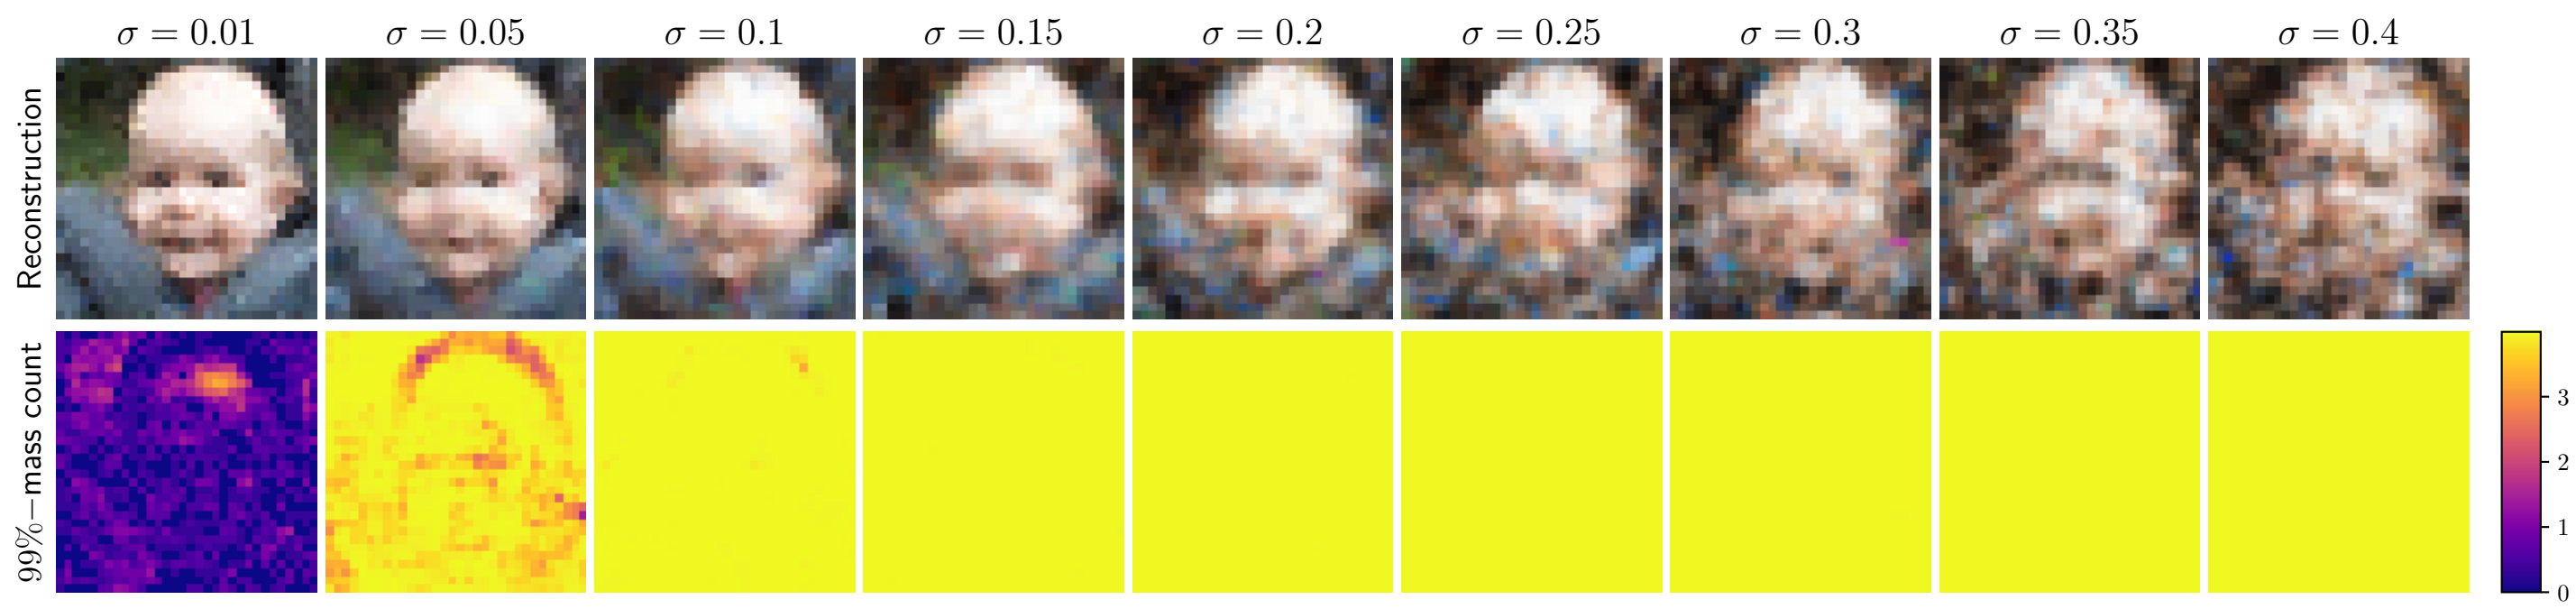 σ = 0.01 σ = 0.05 σ = 0.1 σ = 0.15 σ = 0.2 σ = 0.25 σ = 0.3 σ = 0.35 σ = 0.4
Reconstruction
99%−mass count
3
2
1
0